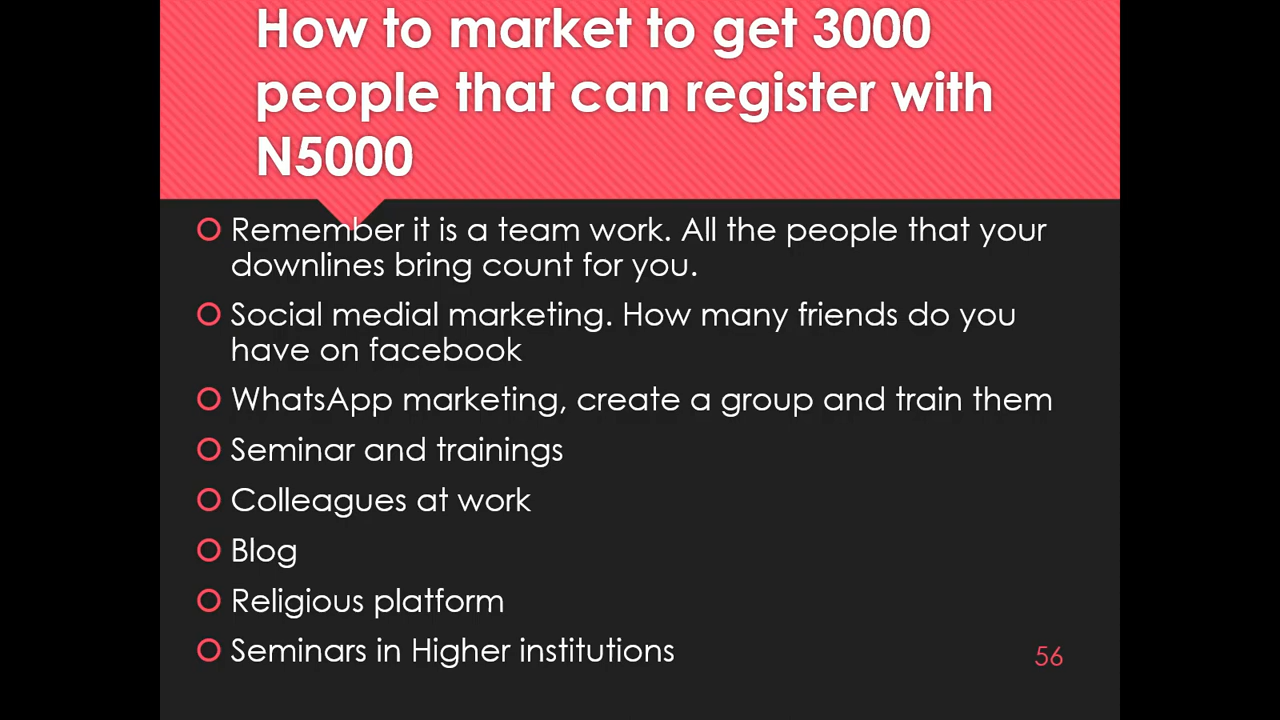 How to market to get 3000
people that can register with
N5000
Remember it is a team work. All the people that your
downlines bring count for you.
Social medial marketing. How many friends do you
have on facebook
WhatsApp marketing, create a group and train them
Seminar and trainings
Colleagues at work
Blog
Religious platform
Seminars in Higher institutions
56